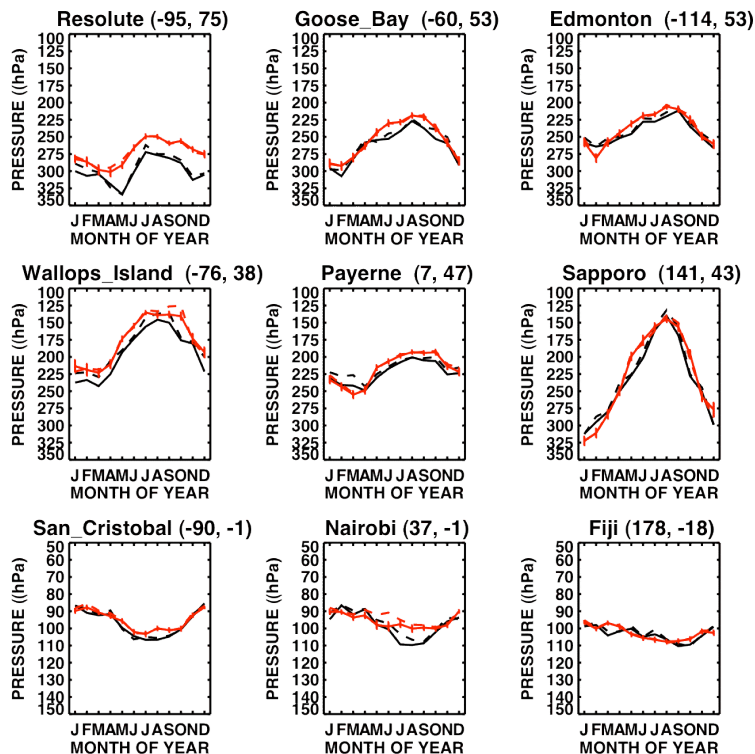 Resolute (-95, 75)
Goose_Bay (-60, 53)
Edmonton (-114, 53)
PRESSURE ((hPa)
100
125
150
175
200
225
250
275
300
325
350
PRESSURE ((hPa)
100
125
150
175
200
225
250
275
300
325
350
PRESSURE ((hPa)
100
125
150
175
200
225
250
275
300
325
350
J FMAMJ J ASOND
J FMAMJ J ASOND
J FMAMJ J ASOND
MONTH OF YEAR
MONTH OF YEAR
MONTH OF YEAR
Wallops_Island (-76, 38)
Payerne (7, 47)
Sapporo (141, 43)
PRESSURE ((hPa)
100
125
150
175
200
225
250
275
300
325
350
PRESSURE ((hPa)
100
125
150
175
200
225
250
275
300
325
350
PRESSURE ((hPa)
100
125
150
175
200
225
250
275
300
325
350
J FMAMJ J ASOND
J FMAMJ J ASOND
J FMAMJ J ASOND
MONTH OF YEAR
MONTH OF YEAR
MONTH OF YEAR
San_Cristobal (-90, -1)
Nairobi (37, -1)
Fiji (178, -18)
PRESSURE ((hPa)
50
60
70
80
90
100
110
120
130
140
150
PRESSURE ((hPa)
50
60
70
80
90
100
110
120
130
140
150
PRESSURE ((hPa)
50
60
70
80
90
100
110
120
130
140
150
J FMAMJ J ASOND
J FMAMJ J ASOND
J FMAMJ J ASOND
MONTH OF YEAR
MONTH OF YEAR
MONTH OF YEAR